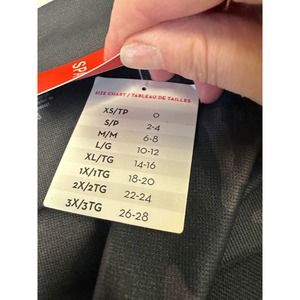 SPA
SIZE CHART / TABLEAU DE TAILLES
XS/TP 0
S/P 2-4
M/M 6-8
L/G 10-12
XL/TG 14-16
1X/1TG 18-20
2X/2TG 22-24
3X/3TG 26-28